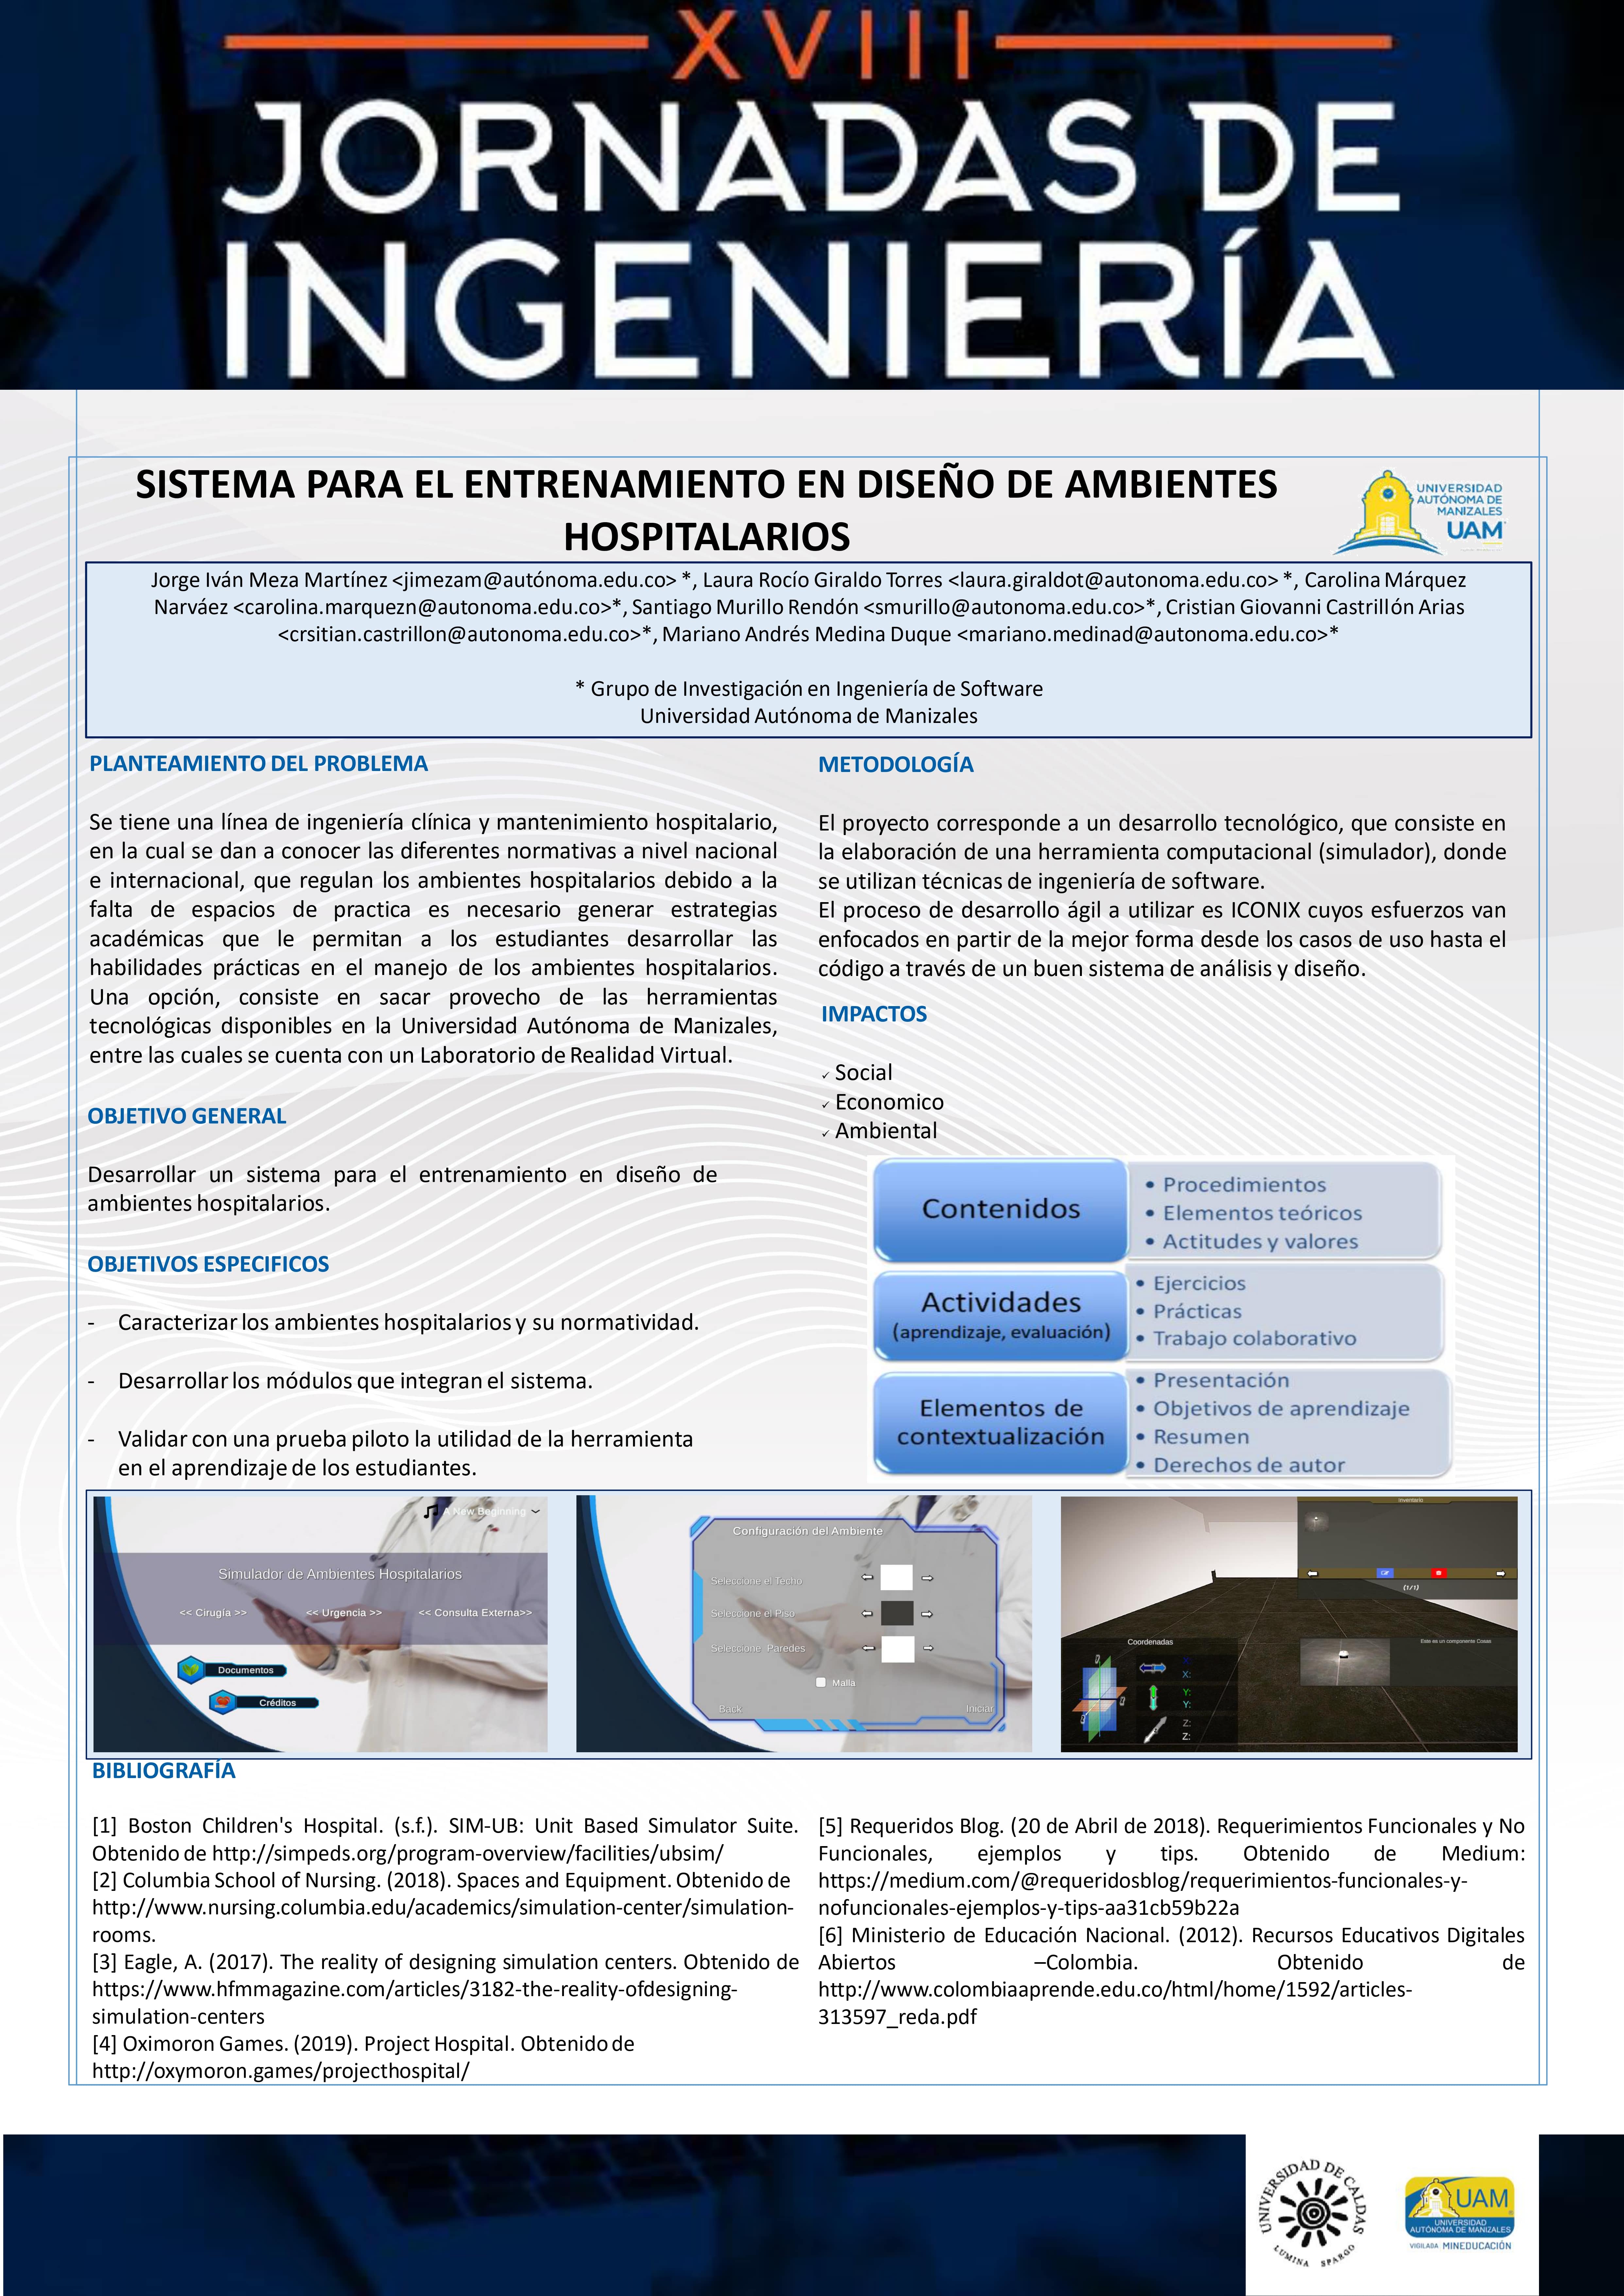 XVIII
JORNADAS DE
INGENIERÍA
SISTEMA PARA EL ENTRENAMIENTO EN DISEÑO DE AMBIENTES
HOSPITALARIOS
UNIVERSIDAD
AUTÓNOMA DE
MANIZALES
UAM
Jorge Iván Meza Martínez <jimezam@autónoma.edu.co> *, Laura Rocío Giraldo Torres <laura.giraldot@autonoma.edu.co> *, Carolina Márquez
Narváez <carolina.marquezn@autonoma.edu.co>*, Santiago Murillo Rendón <smurillo@autonoma.edu.co>*, Cristian Giovanni Castrillón Arias
<crsitian.castrillon@autonoma.edu.co>*, Mariano Andrés Medina Duque <mariano.medinad@autonoma.edu.co>*
* Grupo de Investigación en Ingeniería de Software
Universidad Autónoma de Manizales
PLANTEAMIENTO DEL PROBLEMA
Se tiene una línea de ingeniería clínica y mantenimiento hospitalario,
en la cual se dan a conocer las diferentes normativas a nivel nacional
e internacional, que regulan los ambientes hospitalarios debido a la
falta de espacios de practica es necesario generar estrategias
académicas que le permitan a los estudiantes desarrollar las
habilidades prácticas en el manejo de los ambientes hospitalarios.
Una opción, consiste en sacar provecho de las herramientas
tecnológicas disponibles en la Universidad Autónoma de Manizales,
entre las cuales se cuenta con un Laboratorio de Realidad Virtual.
OBJETIVO GENERAL
Desarrollar un sistema para el entrenamiento en diseño de
ambientes hospitalarios.
OBJETIVOS ESPECIFICOS
- Caracterizar los ambientes hospitalarios y su normatividad.
- Desarrollar los módulos que integran el sistema.
- Validar con una prueba piloto la utilidad de la herramienta
en el aprendizaje de los estudiantes.
METODOLOGÍA
El proyecto corresponde a un desarrollo tecnológico, que consiste en
la elaboración de una herramienta computacional (simulador), donde
se utilizan técnicas de ingeniería de software.
El proceso de desarrollo ágil a utilizar es ICONIX cuyos esfuerzos van
enfocados en partir de la mejor forma desde los casos de uso hasta el
código a través de un buen sistema de análisis y diseño.
IMPACTOS
✓ Social
✓ Economico
✓ Ambiental
Contenidos
• Procedimientos
• Elementos teóricos
• Actitudes y valores
Actividades
(aprendizaje, evaluación)
• Ejercicios
• Prácticas
• Trabajo colaborativo
Elementos de
contextualización
• Presentación
• Objetivos de aprendizaje
• Resumen
• Derechos de autor
A New Beginning
Simulador de Ambientes Hospitalarios
<< Cirugía >> << Urgencia >> << Consulta Externa>>
Documentos
Créditos
Configuración del Ambiente
Seleccione el Techo
Seleccione el Piso
Seleccione Paredes
Malla
Back Iniciar
Inventario
(1/1)
Coordenadas
Este es un componente Cosas
X:
X:
Y:
Y:
Z:
Z:
BIBLIOGRAFÍA
[1] Boston Children's Hospital. (s.f.). SIM-UB: Unit Based Simulator Suite.
Obtenido de http://simpeds.org/program-overview/facilities/ubsim/
[2] Columbia School of Nursing. (2018). Spaces and Equipment. Obtenido de
http://www.nursing.columbia.edu/academics/simulation-center/simulation-
rooms.
[3] Eagle, A. (2017). The reality of designing simulation centers. Obtenido de
https://www.hfmmagazine.com/articles/3182-the-reality-ofdesigning-
simulation-centers
[4] Oximoron Games. (2019). Project Hospital. Obtenido de
http://oxymoron.games/projecthospital/
[5] Requeridos Blog. (20 de Abril de 2018). Requerimientos Funcionales y No
Funcionales, ejemplos y tips. Obtenido de Medium:
https://medium.com/@requeridosblog/requerimientos-funcionales-y-
nofuncionales-ejemplos-y-tips-aa31cb59b22a
[6] Ministerio de Educación Nacional. (2012). Recursos Educativos Digitales
Abiertos –Colombia. Obtenido de
http://www.colombiaaprende.edu.co/html/home/1592/articles-
313597_reda.pdf
UNIVERSIDAD DE CALDAS
LUMINA SPARGO
UAM
UNIVERSIDAD
AUTÓNOMA DE MANIZALES
VIGILADA MINEDUCACIÓN